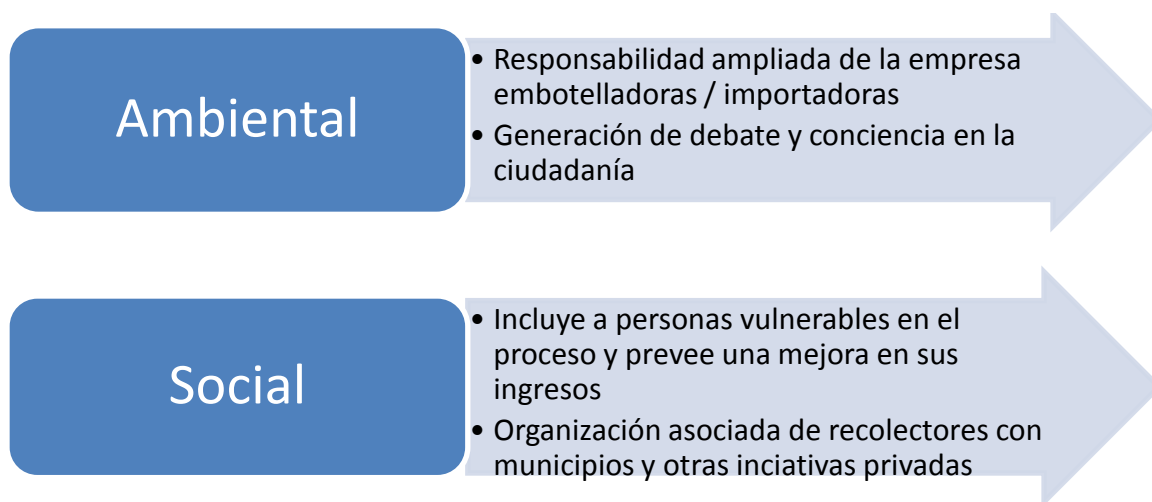 Ambiental
• Responsabilidad ampliada de la empresa
embotelladoras / importadoras
• Generación de debate y conciencia en la
ciudadanía
Social
• Incluye a personas vulnerables en el
proceso y prevee una mejora en sus
ingresos
• Organización asociada de recolectores con
municipios y otras inciativas privadas